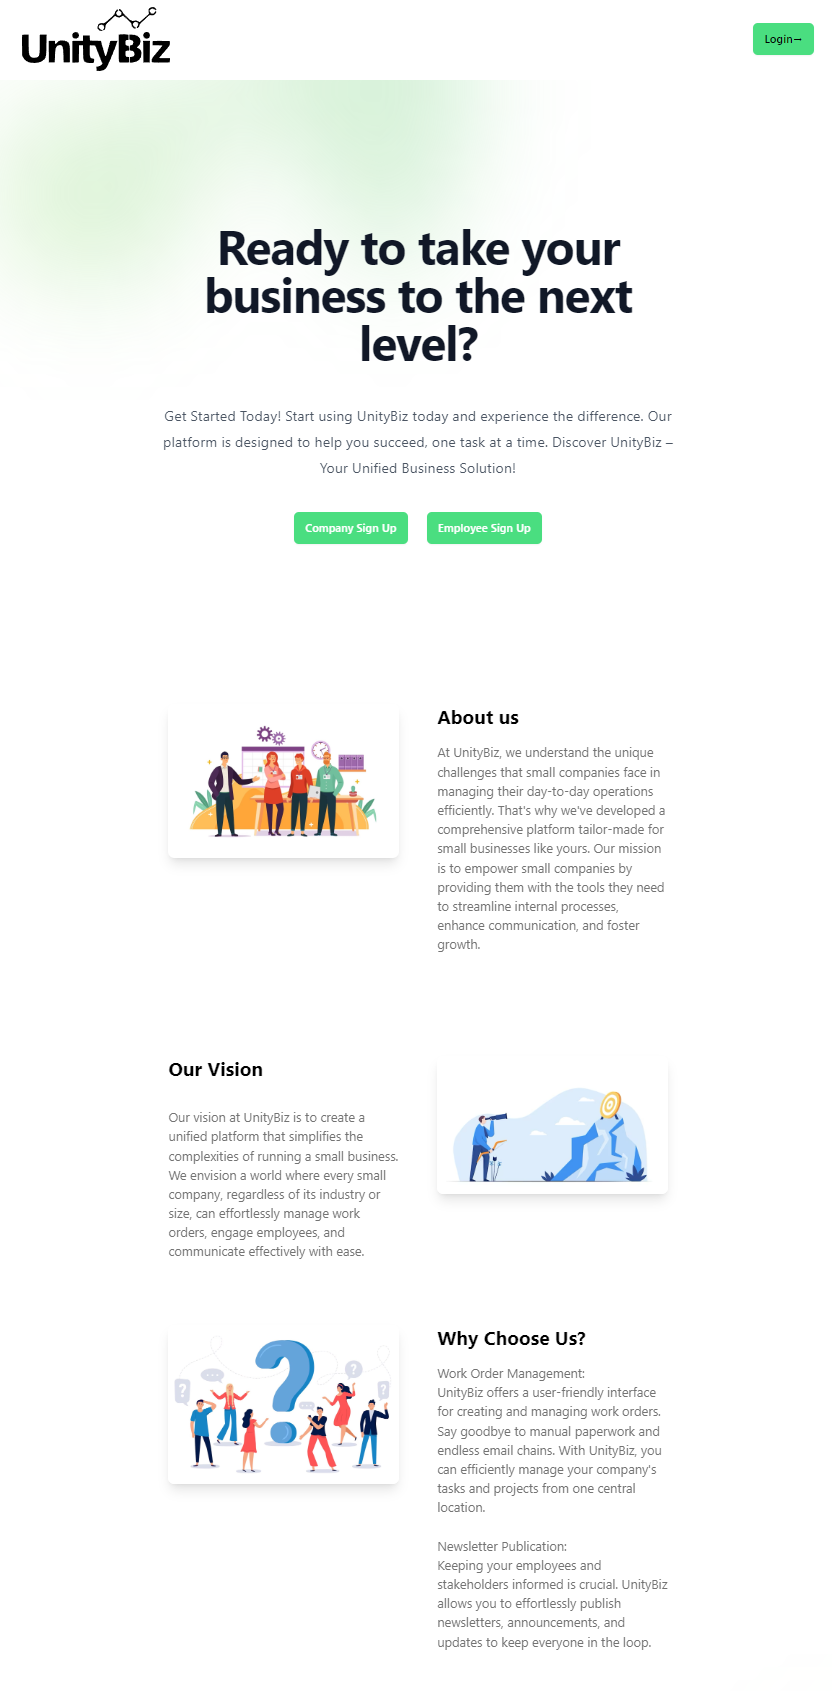 UnityBiz
Login→
Ready to take your
business to the next
level?
Get Started Today! Start using UnityBiz today and experience the difference. Our
platform is designed to help you succeed, one task at a time. Discover UnityBiz –
Your Unified Business Solution!
Company Sign Up
Employee Sign Up
About us
At UnityBiz, we understand the unique
challenges that small companies face in
managing their day-to-day operations
efficiently. That's why we've developed a
comprehensive platform tailor-made for
small businesses like yours. Our mission
is to empower small companies by
providing them with the tools they need
to streamline internal processes,
enhance communication, and foster
growth.
Our Vision
Our vision at UnityBiz is to create a
unified platform that simplifies the
complexities of running a small business.
We envision a world where every small
company, regardless of its industry or
size, can effortlessly manage work
orders, engage employees, and
communicate effectively with ease.
?
?
?
?
Why Choose Us?
Work Order Management:
UnityBiz offers a user-friendly interface
for creating and managing work orders.
Say goodbye to manual paperwork and
endless email chains. With UnityBiz, you
can efficiently manage your company's
tasks and projects from one central
location.
Newsletter Publication:
Keeping your employees and
stakeholders informed is crucial. UnityBiz
allows you to effortlessly publish
newsletters, announcements, and
updates to keep everyone in the loop.